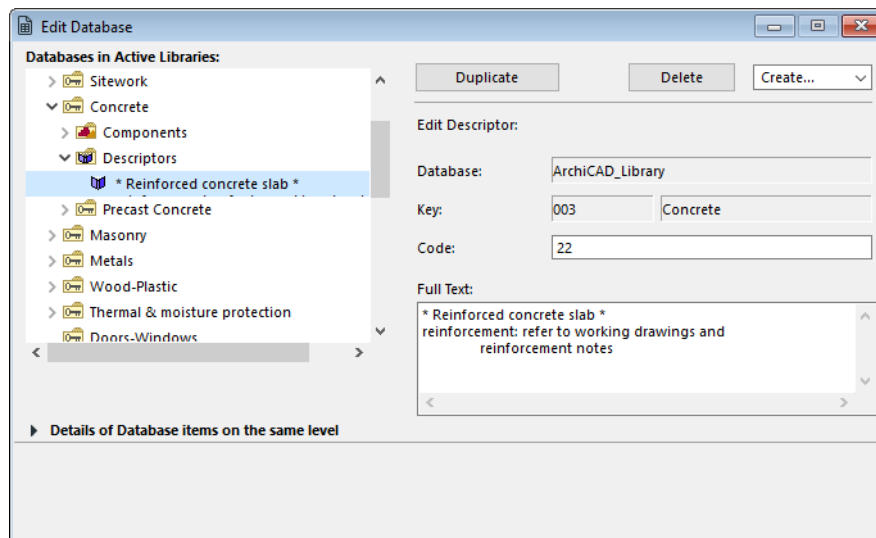 Edit Database
Databases in Active Libraries:
Sitework
Concrete
Components
Descriptors
* Reinforced concrete slab *
Precast Concrete
Masonry
Metals
Wood-Plastic
Thermal & moisture protection
Doors-Windows
Duplicate
Delete
Create...
Edit Descriptor:
Database: ArchiCAD_Library
Key: 003 Concrete
Code: 22
Full Text:
* Reinforced concrete slab *
reinforcement: refer to working drawings and
reinforcement notes
Details of Database items on the same level